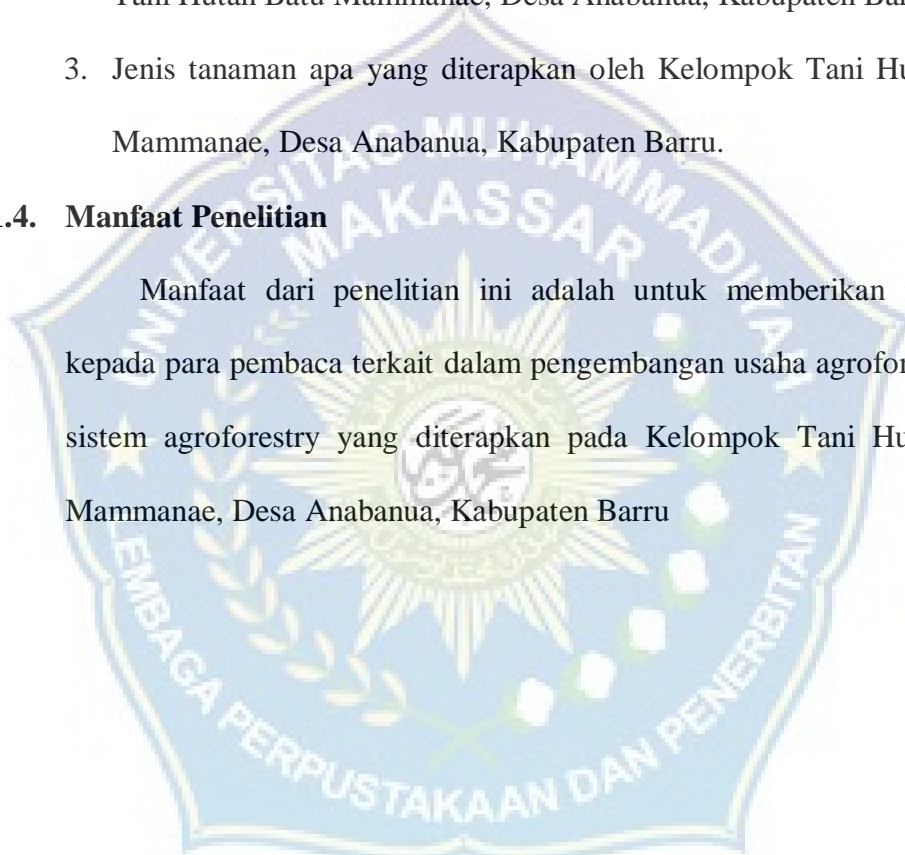 Tani Hutan Batu Mammanae, Desa Anabanua, Kabupaten Bar
3. Jenis tanaman apa yang diterapkan oleh Kelompok Tani Hu
Mammanae, Desa Anabanua, Kabupaten Barru.
1.4. Manfaat Penelitian
Manfaat dari penelitian ini adalah untuk memberikan
kepada para pembaca terkait dalam pengembangan usaha agrofor
sistem agroforestry yang diterapkan pada Kelompok Tani Hu
Mammanae, Desa Anabanua, Kabupaten Barru
UNIVERSITAS MUHAMMADIYAH
MAKASSAR
LEMBAGA PERPUSTAKAAN DAN PENERBITAN